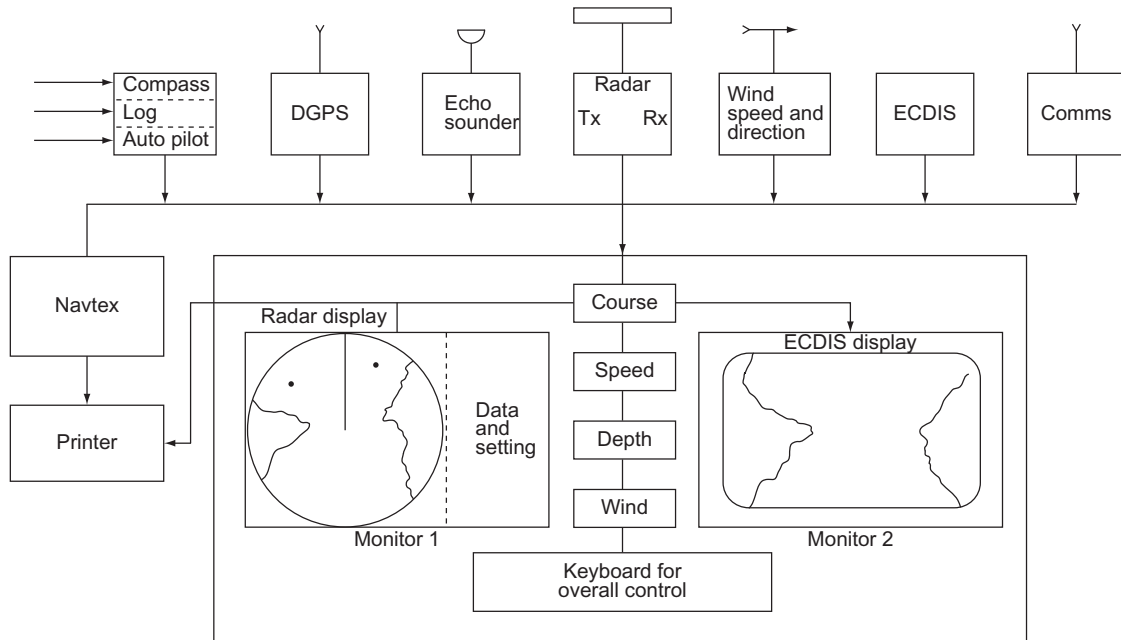 Compass
Log
Auto pilot
DGPS
Echo
sounder
Radar
Tx Rx
Wind
speed and
direction
ECDIS
Comms
Navtex
Printer
Course
Radar display
ECDIS display
Speed
Data
and
setting
Depth
Wind
Monitor 1
Monitor 2
Keyboard for
overall control